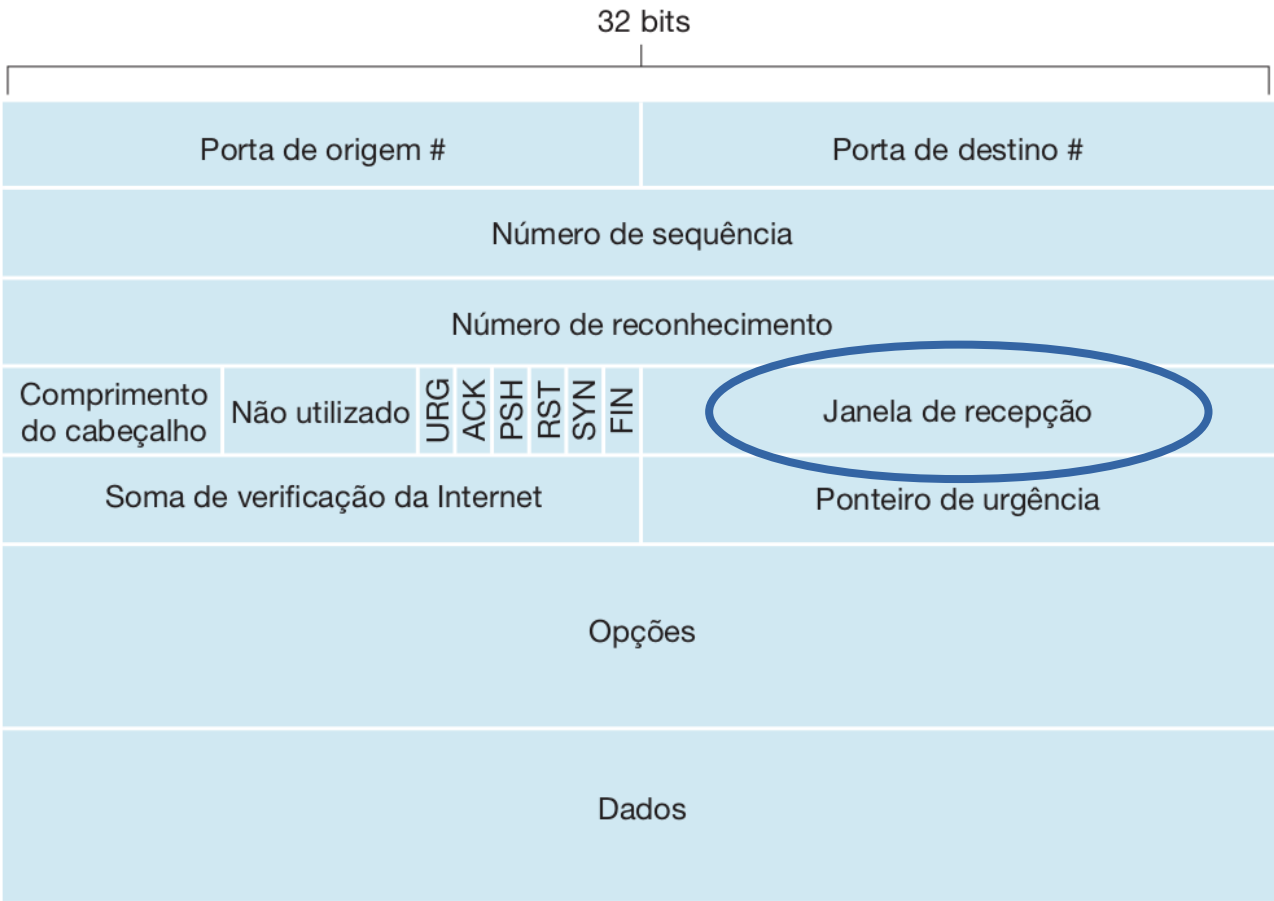 32 bits
Porta de origem #
Porta de destino #
Número de sequência
Número de reconhecimento
Comprimento
do cabeçalho
Não utilizado
URG
ACK
PSH
RST
SYN
FIN
Janela de recepção
Soma de verificação da Internet
Ponteiro de urgência
Opções
Dados